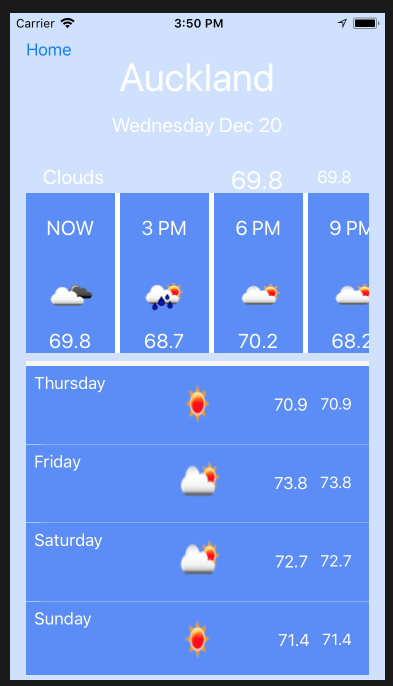 Carrier 3:50 PM
Home
Auckland
Wednesday Dec 20
Clouds 69.8 69.8
NOW 3 PM 6 PM 9 PM
69.8 68.7 70.2 68.2
Thursday 70.9 70.9
Friday 73.8 73.8
Saturday 72.7 72.7
Sunday 71.4 71.4